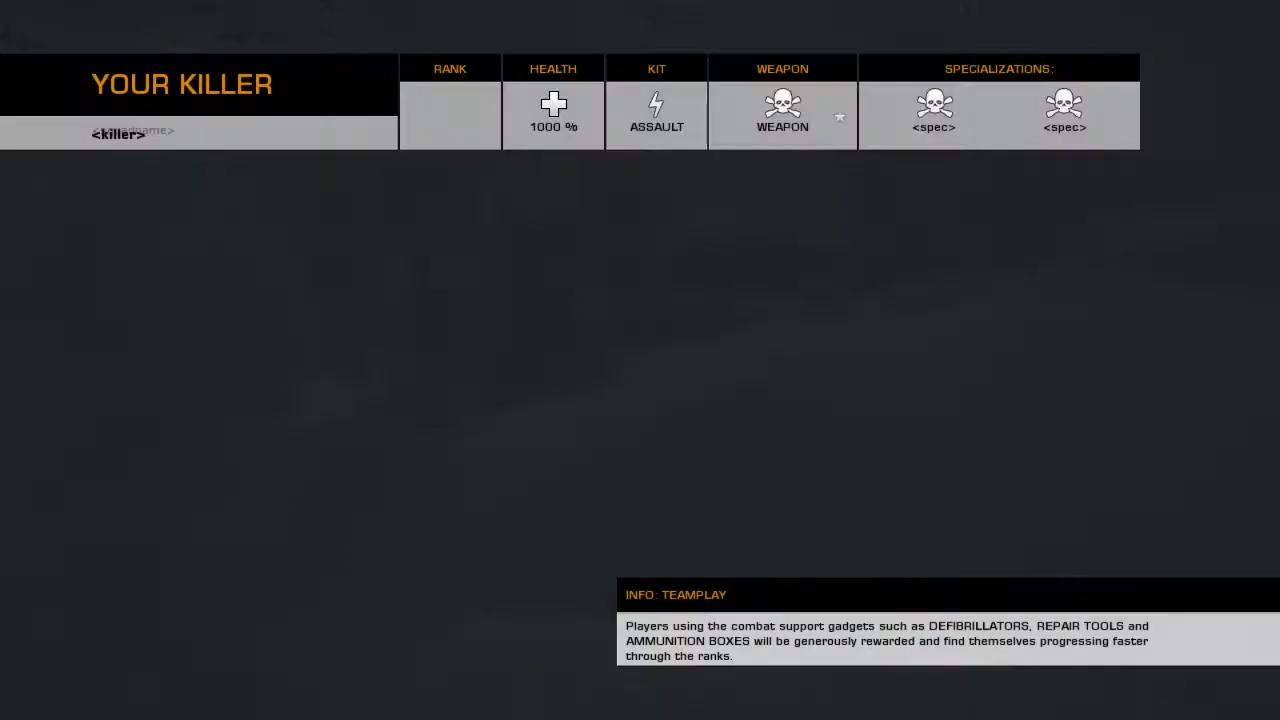 YOUR KILLER
<killer>
RANK
HEALTH
1000 %
KIT
ASSAULT
WEAPON
WEAPON
SPECIALIZATIONS:
<spec>
<spec>
INFO: TEAMPLAY
Players using the combat support gadgets such as DEFIBRILLATORS, REPAIR TOOLS and
AMMUNITION BOXES will be generously rewarded and find themselves progressing faster
through the ranks.